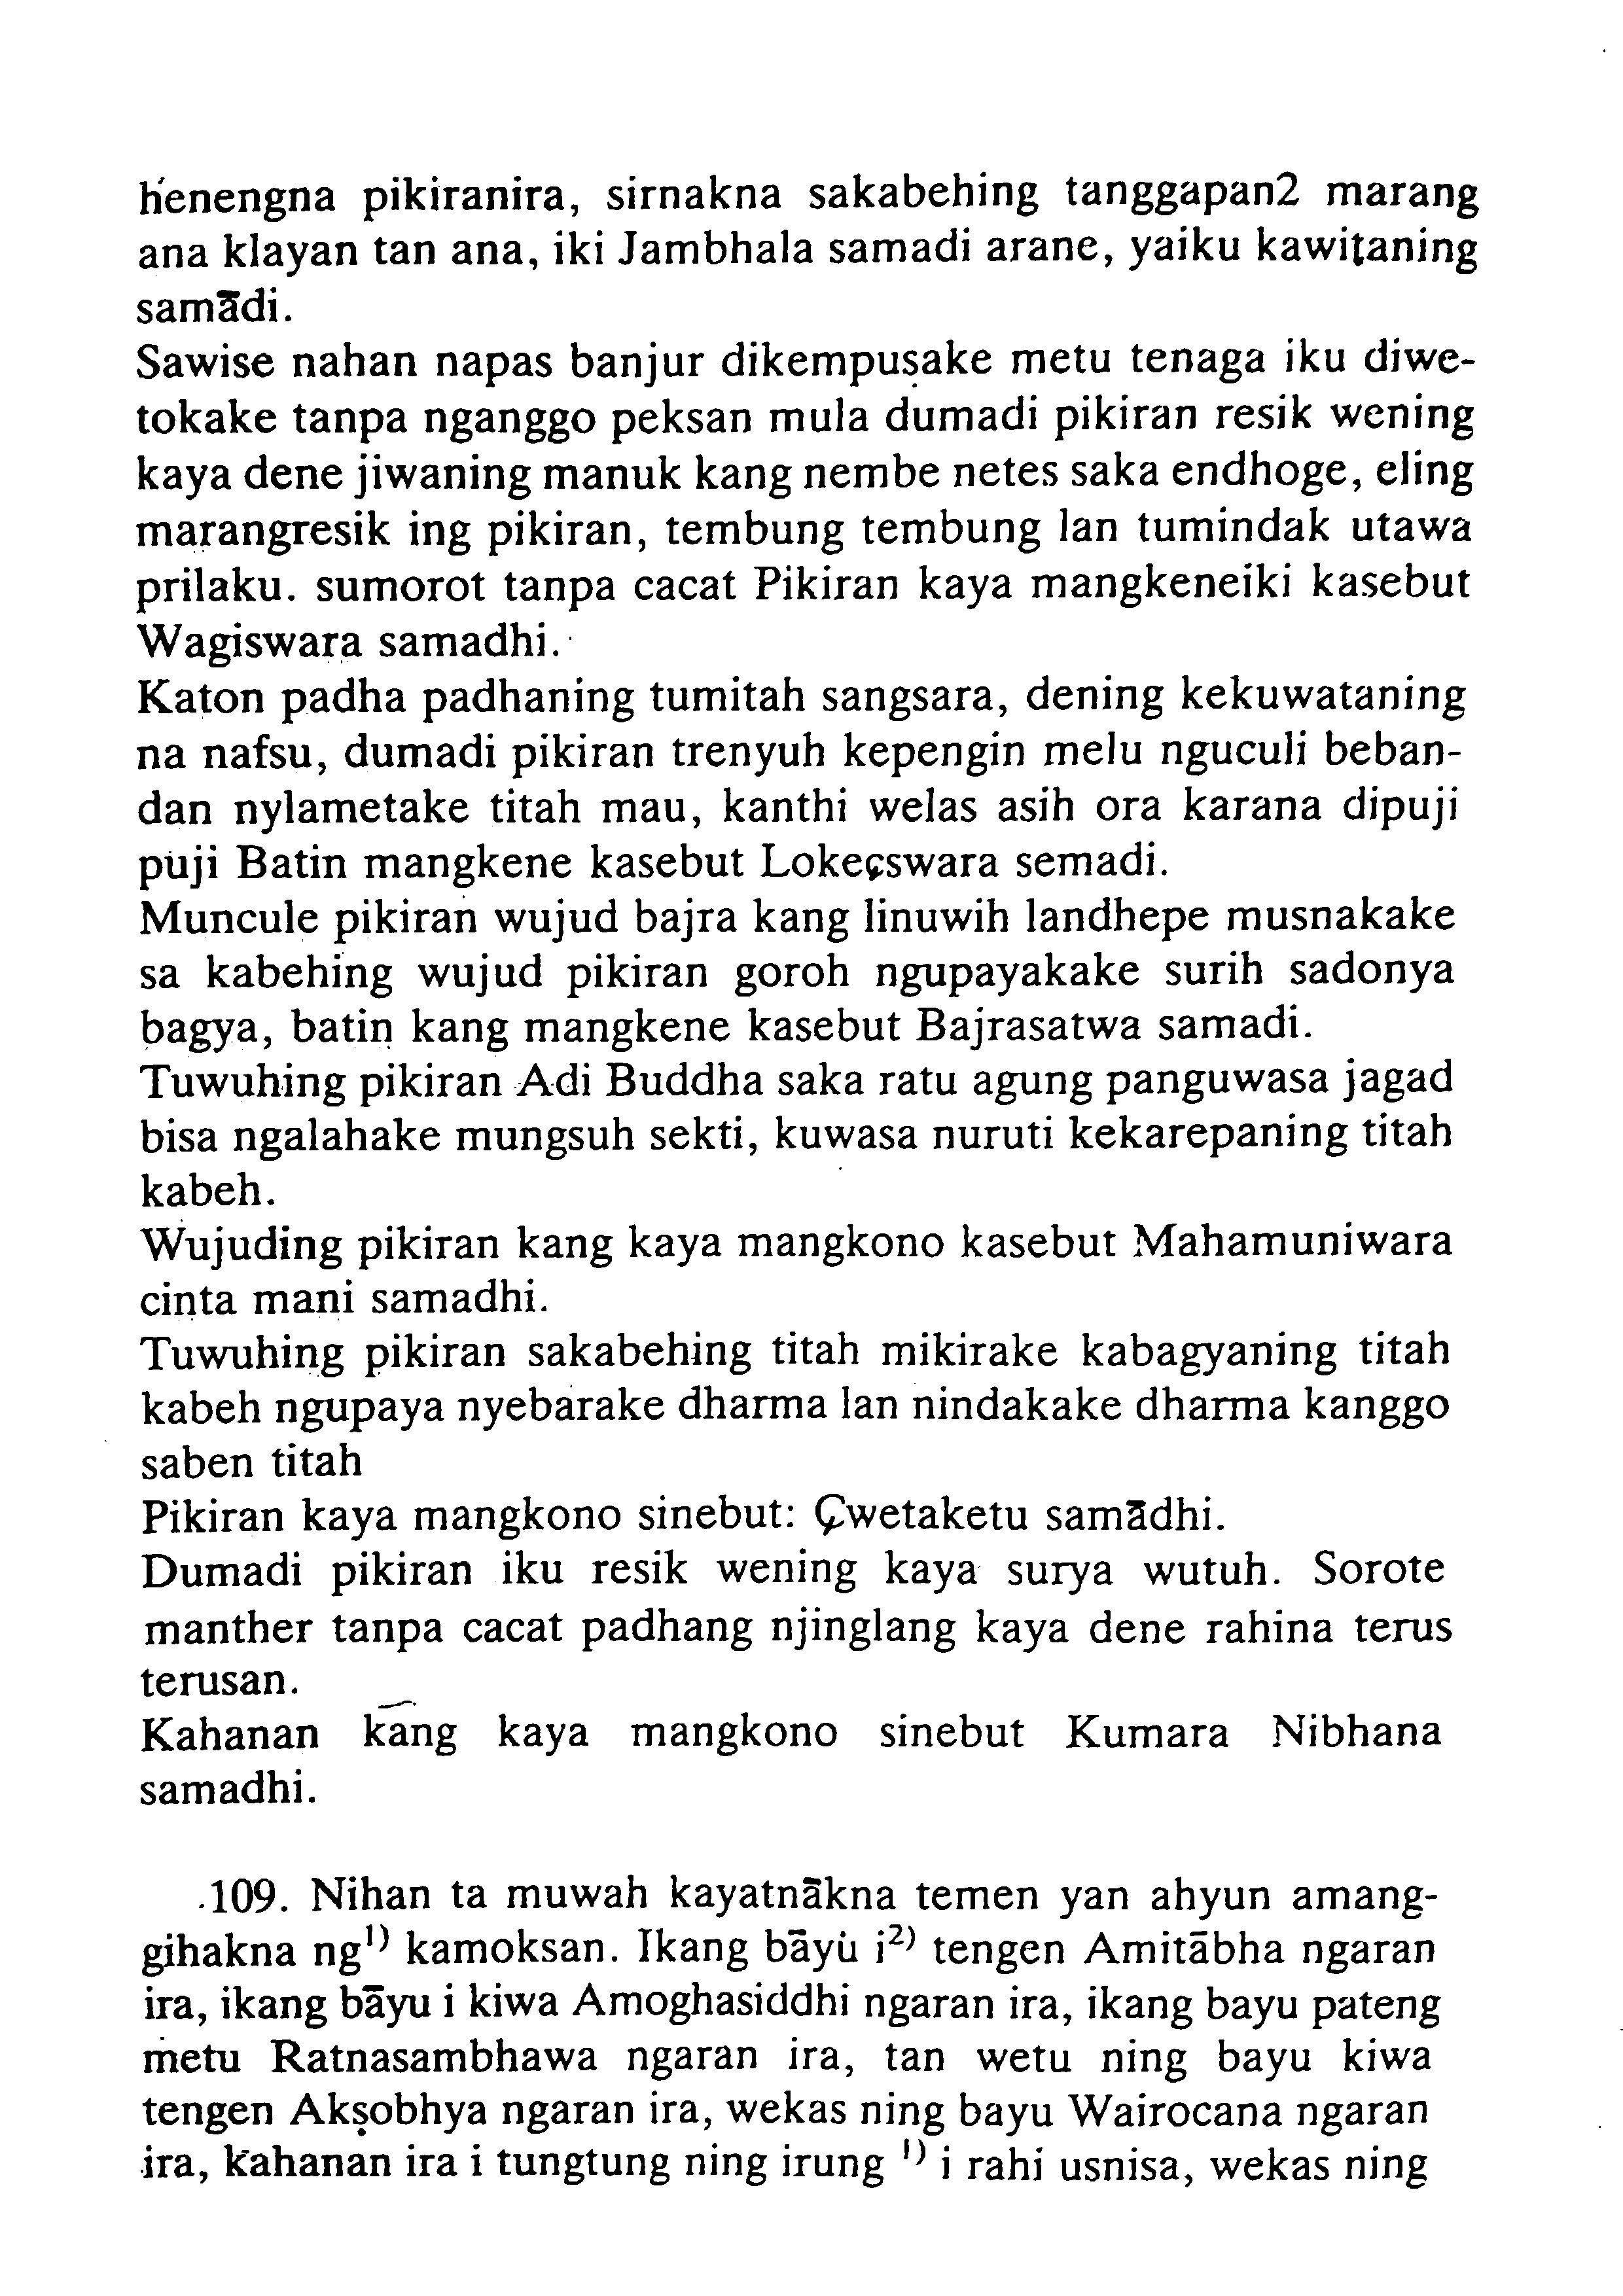 henengna pikiranira, sirnakna sakabehing tanggapan2 marang
ana klayan tan ana, iki Jambhala samadi arane, yaiku kawiṭaning
samādi.
Sawise nahan napas banjur dikempuṣake metu tenaga iku diwe-
tokake tanpa nganggo peksan mula dumadi pikiran resik wening
kaya dene jiwaning manuk kang nembe netes saka endhoge, eling
marangresik ing pikiran, tembung tembung lan tumindak utawa
prilaku. sumorot tanpa cacat Pikiran kaya mangkeneiki kasebut
Wagiswara samadhi.
Katon padha padhaning tumitah sangsara, dening kekuwataning
na nafsu, dumadi pikiran trenyuh kepengin melu nguculi beban-
dan nylametake titah mau, kanthi welas asih ora karana dipuji
puji Batin mangkene kasebut Lokeçswara semadi.
Muncule pikiran wujud bajra kang linuwih landhepe musnakake
sa kabehing wujud pikiran goroh ngupayakake surih sadonya
bagya, batin kang mangkene kasebut Bajrasatwa samadi.
Tuwuhing pikiran Adi Buddha saka ratu agung panguwasa jagad
bisa ngalahake mungsuh sekti, kuwasa nuruti kekarepaning titah
kabeh.
Wujuding pikiran kang kaya mangkono kasebut Mahamuniwara
cinta mani samadhi.
Tuwuhing pikiran sakabehing titah mikirake kabagyaning titah
kabeh ngupaya nyebarake dharma lan nindakake dharma kanggo
saben titah
Pikiran kaya mangkono sinebut: Çwetaketu samādhi.
Dumadi pikiran iku resik wening kaya surya wutuh. Sorote
manther tanpa cacat padhang njinglang kaya dene rahina terus
terusan.
Kahanan kang kaya mangkono sinebut Kumara Nibhana
samadhi.
109. Nihan ta muwah kayatnākna temen yan ahyun amang-
gihakna ng¹⁾ kamoksan. Ikang bāyu i²⁾ tengen Amitābha ngaran
ira, ikang bāyu i kiwa Amoghasiddhi ngaran ira, ikang bayu pateng
metu Ratnasambhawa ngaran ira, tan wetu ning bayu kiwa
tengen Akṣobhya ngaran ira, wekas ning bayu Wairocana ngaran
ira, kahanan ira i tungtung ning irung ¹⁾ i rahi usnisa, wekas ning